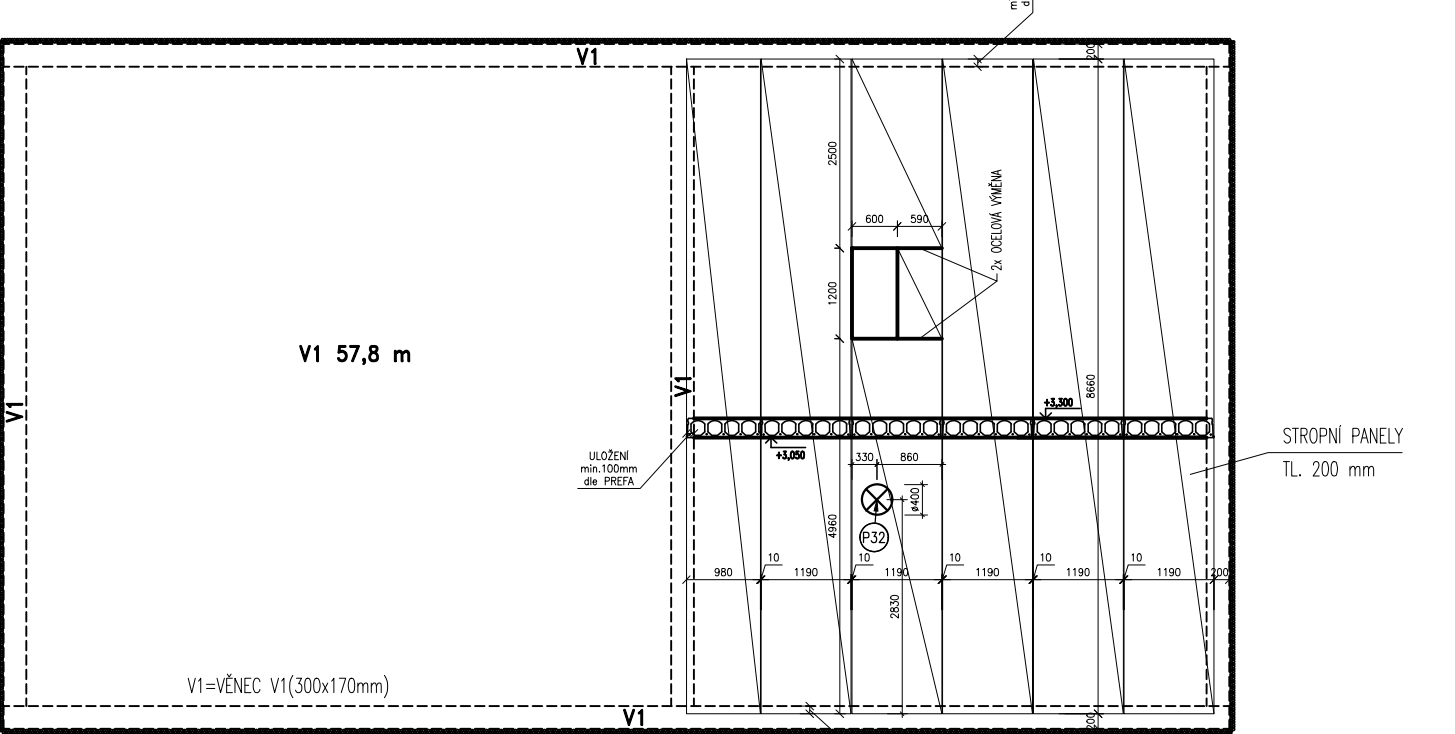 m
d
V1
200
2500
600
590
2x OCELOVÁ VÝMĚNA
1200
V1 57,8 m
V1
V1
8660
+3,300
+3,050
ULOŽENÍ
min.100mm
dle PREFA
STROPNÍ PANELY
TL. 200 mm
330
860
ø400
P32
4960
10
10
10
10
10
980
1190
1190
1190
1190
1190
200
2830
V1=VĚNEC V1(300x170mm)
V1
200